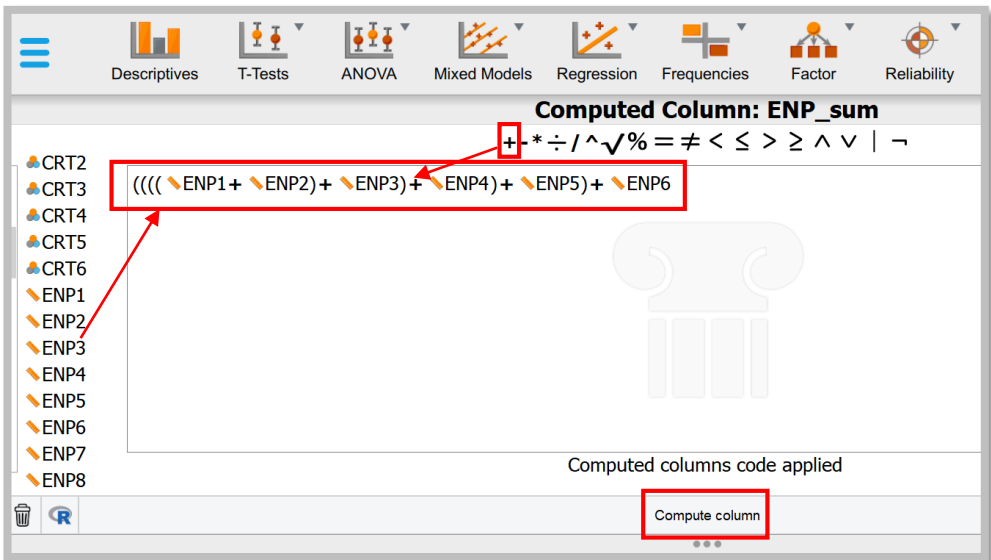 Descriptives T-Tests ANOVA Mixed Models Regression Frequencies Factor Reliability
Computed Column: ENP_sum
+ - * ÷ / ^ √ % = ≠ < ≤ > ≥ ∧ ∨ | ¬
CRT2
CRT3
CRT4
CRT5
CRT6
ENP1
ENP2
ENP3
ENP4
ENP5
ENP6
ENP7
ENP8
(((( ENP1+ ENP2)+ ENP3)+ ENP4)+ ENP5)+ ENP6
Computed columns code applied
R
Compute column